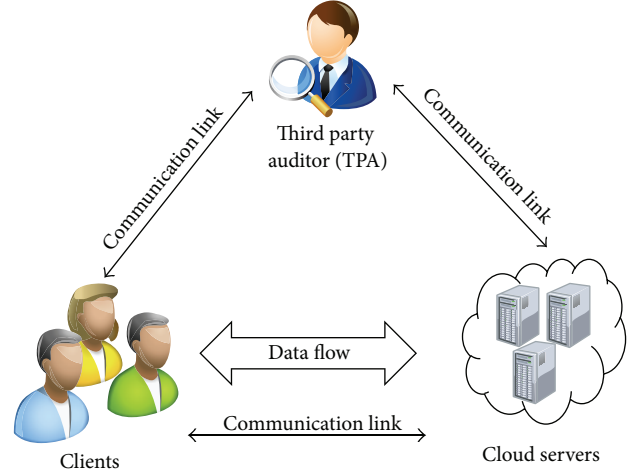 Third party
auditor (TPA)
Communication link
Communication link
Data flow
Communication link
Clients
Cloud servers